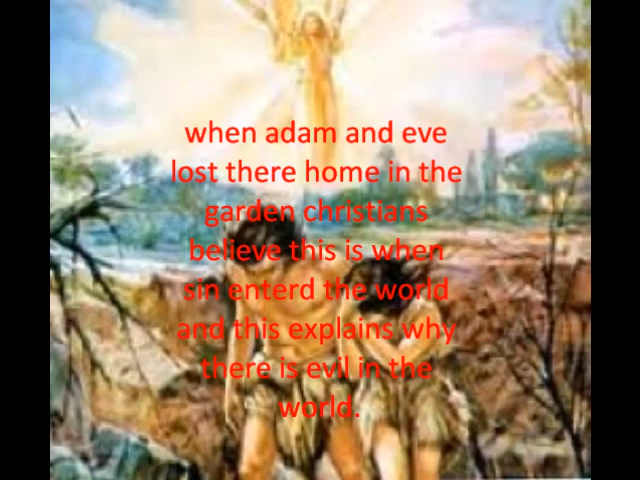 when adam and eve
lost there home in the
garden christians
believe this is when
sin enterd the world
and this explains why
there is evil in the
world.